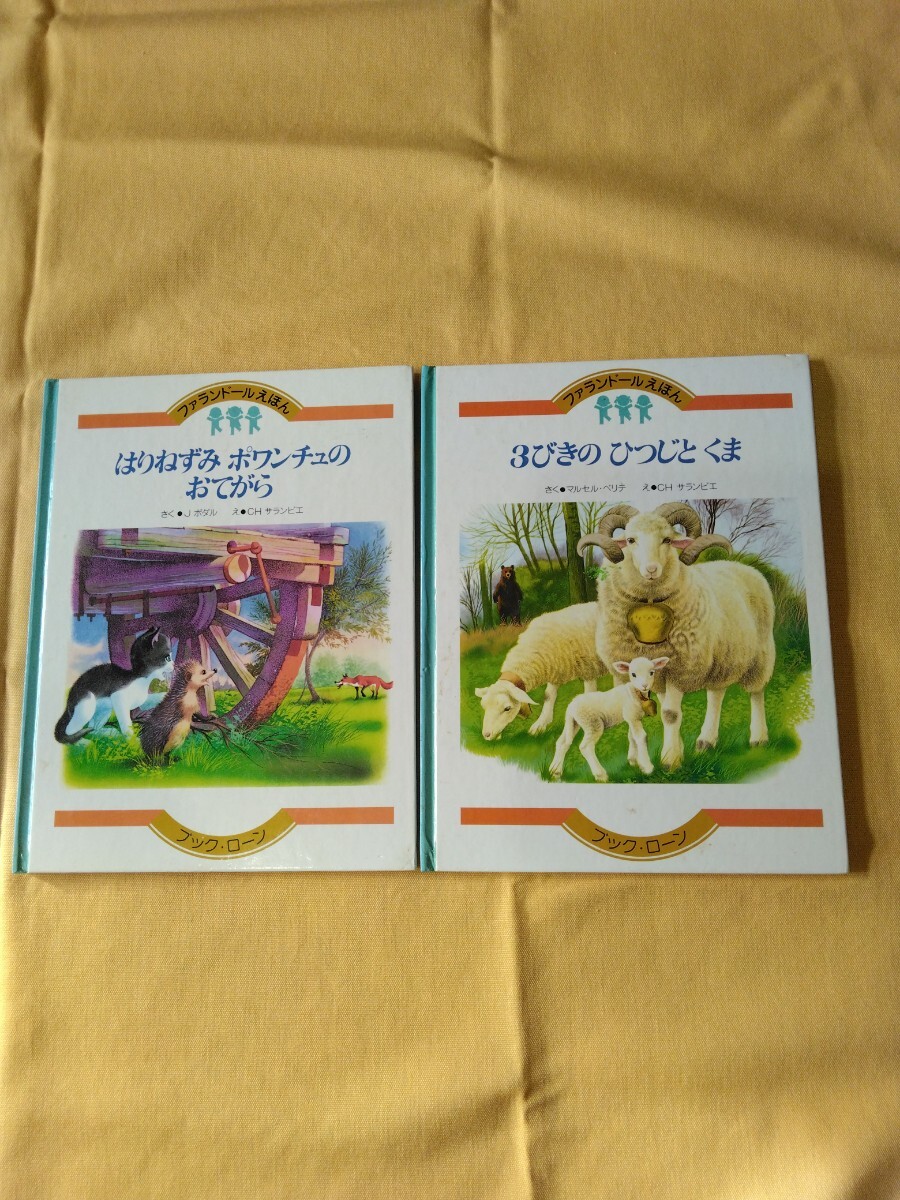 ファランドールえほん
はりねずみ ポワンチュの
おてがら
さく●J ボダル え●CH サランビエ
ブック・ローン
ファランドールえほん
3びきの ひつじと くま
さく●マルセル・ベリテ え●CH サランビエ
ブック・ローン